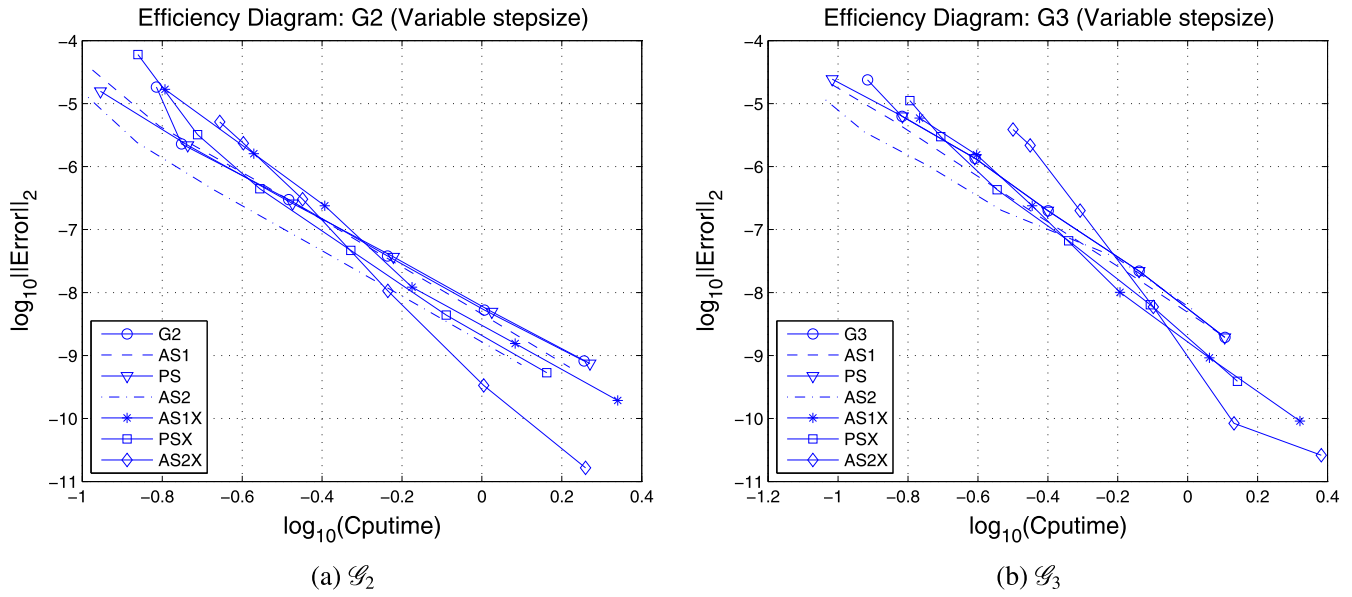 Efficiency Diagram: G2 (Variable stepsize)
−4
−5
−6
−7
−8
−9
−10
−11
log10||Error||2
G2
AS1
PS
AS2
AS1X
PSX
AS2X
−1
−0.8
−0.6
−0.4
−0.2
0
0.2
0.4
log10(Cputime)
(a) 𝒢2
Efficiency Diagram: G3 (Variable stepsize)
−4
−5
−6
−7
−8
−9
−10
−11
log10||Error||2
G3
AS1
PS
AS2
AS1X
PSX
AS2X
−1.2
−1
−0.8
−0.6
−0.4
−0.2
0
0.2
0.4
log10(Cputime)
(b) 𝒢3